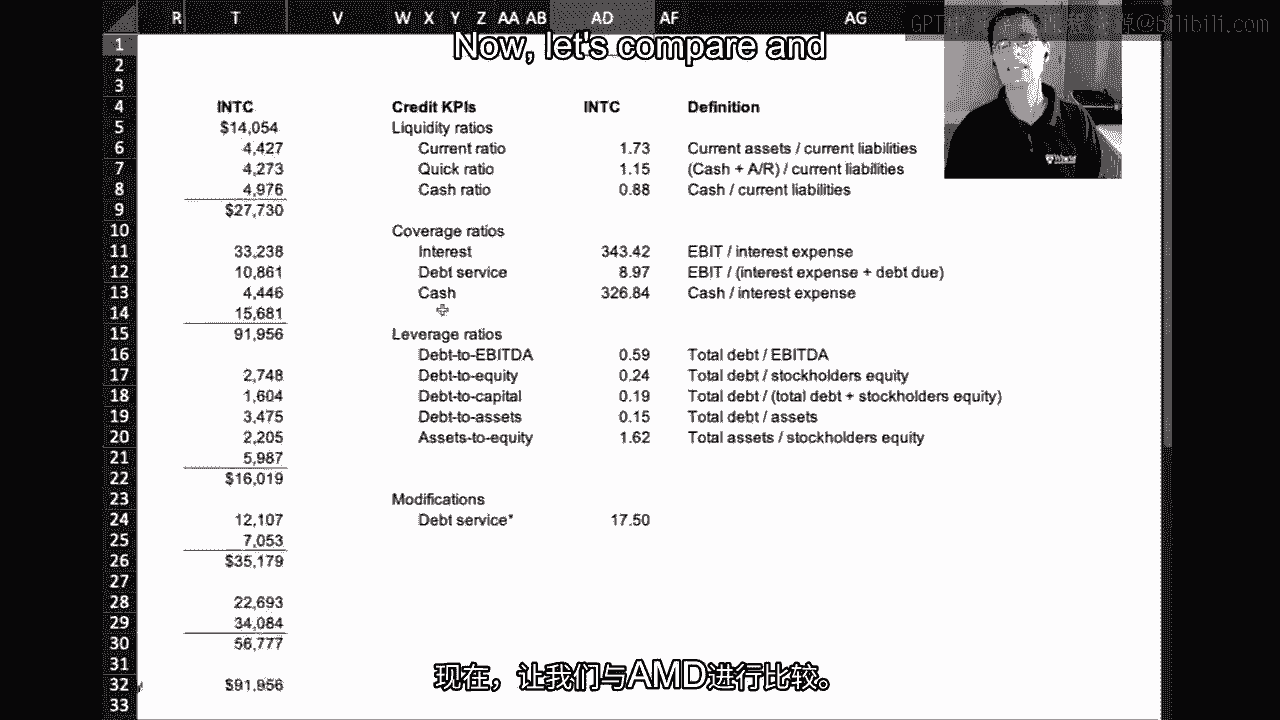 R T V W X Y Z AA AB AD AF AG
Now, let's compare and
1
2
3
4 INTC Credit KPIs INTC Definition
5 $14,054 Liquidity ratios
6 4,427 Current ratio 1.73 Current assets / current liabilities
7 4,273 Quick ratio 1.15 (Cash + A/R) / current liabilities
8 4,976 Cash ratio 0.88 Cash / current liabilities
9 $27,730
10 Coverage ratios
11 33,238 Interest 343.42 EBIT / interest expense
12 10,861 Debt service 8.97 EBIT / (interest expense + debt due)
13 4,446 Cash 326.84 Cash / interest expense
14 15,681
15 91,956 Leverage ratios
16 Debt-to-EBITDA 0.59 Total debt / EBITDA
17 2,748 Debt-to-equity 0.24 Total debt / stockholders equity
18 1,604 Debt-to-capital 0.19 Total debt / (total debt + stockholders equity)
19 3,475 Debt-to-assets 0.15 Total debt / assets
20 2,205 Assets-to-equity 1.62 Total assets / stockholders equity
21 5,987
22 $16,019
23 Modifications
24 12,107 Debt service* 17.50
25 7,053
26 $35,179
27
28 22,693
29 34,084
30 56,777
31
32 $91,956
33
现在，让我们与AMD进行比较。